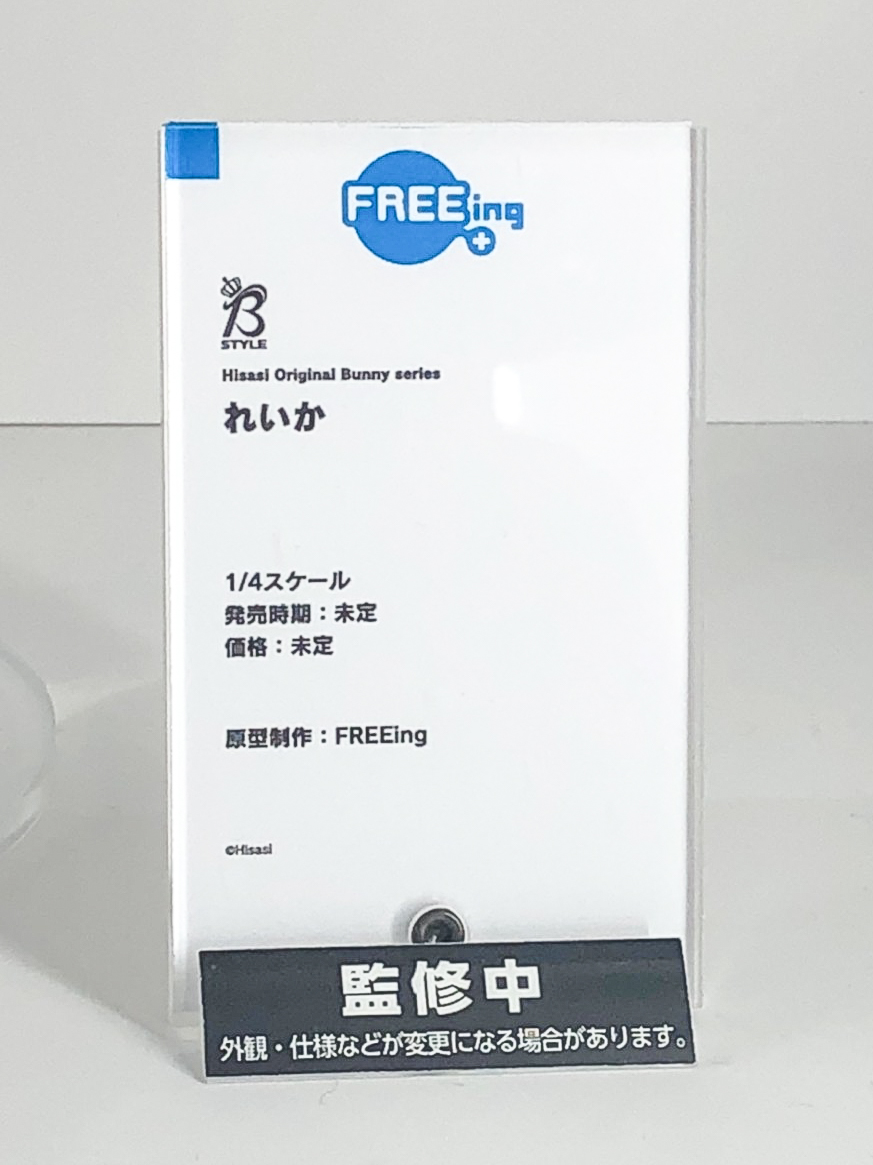 FREEing
B
STYLE
Hisasi Original Bunny series
れいか
1/4スケール
発売時期：未定
価格：未定
原型制作：FREEing
©Hisasi
監修中
外観・仕様などが変更になる場合があります。